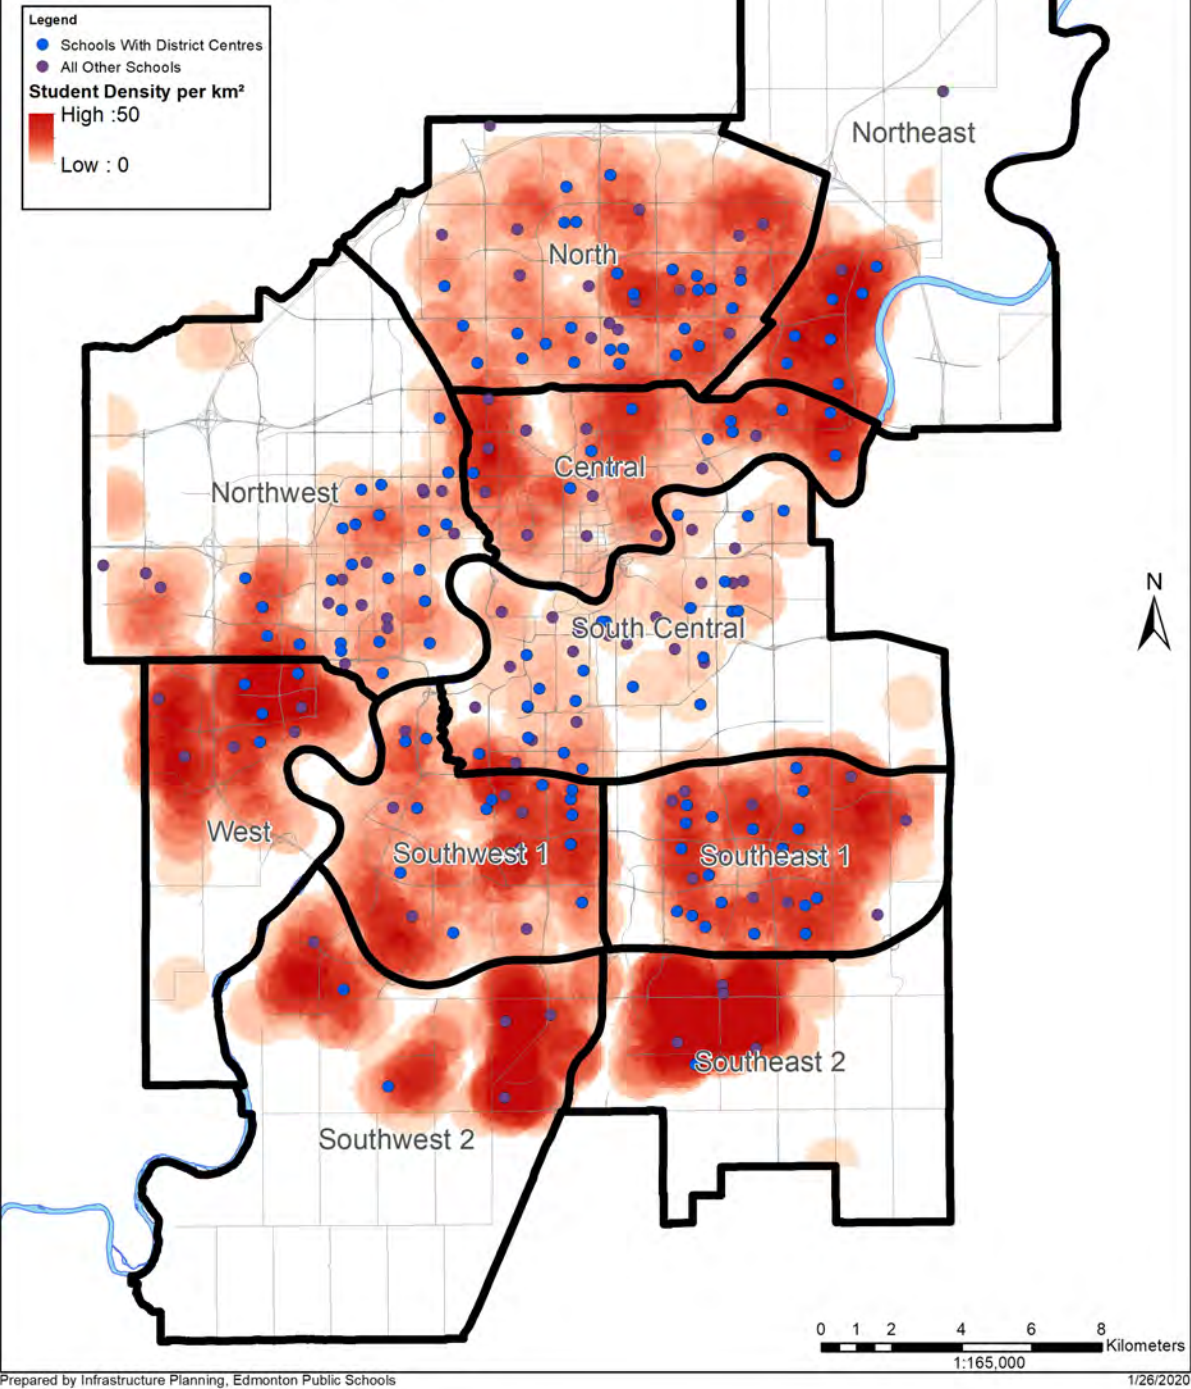 Legend
Schools With District Centres
All Other Schools
Student Density per km²
High :50
Low : 0
Northeast
North
Central
Northwest
South Central
West
Southwest 1
Southeast 1
Southeast 2
Southwest 2
N
0 1 2 4 6 8
Kilometers
1:165,000
Prepared by Infrastructure Planning, Edmonton Public Schools
1/26/2020